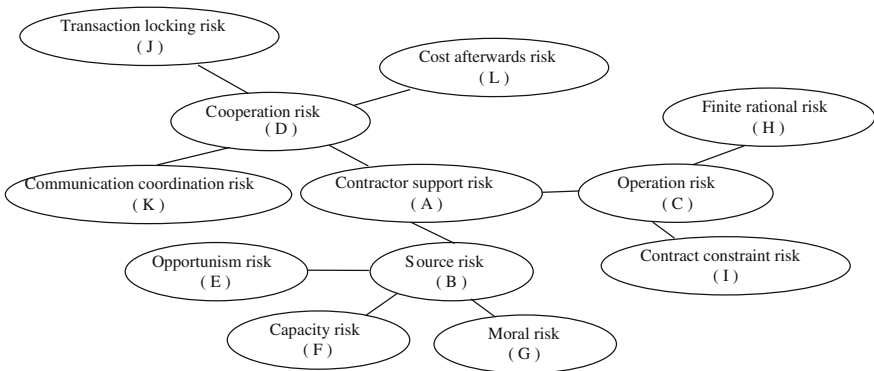 Transaction locking risk
( J )
Cost afterwards risk
( L )
Cooperation risk
( D )
Finite rational risk
( H )
Communication coordination risk
( K )
Contractor support risk
( A )
Operation risk
( C )
Opportunism risk
( E )
Source risk
( B )
Contract constraint risk
( I )
Capacity risk
( F )
Moral risk
( G )